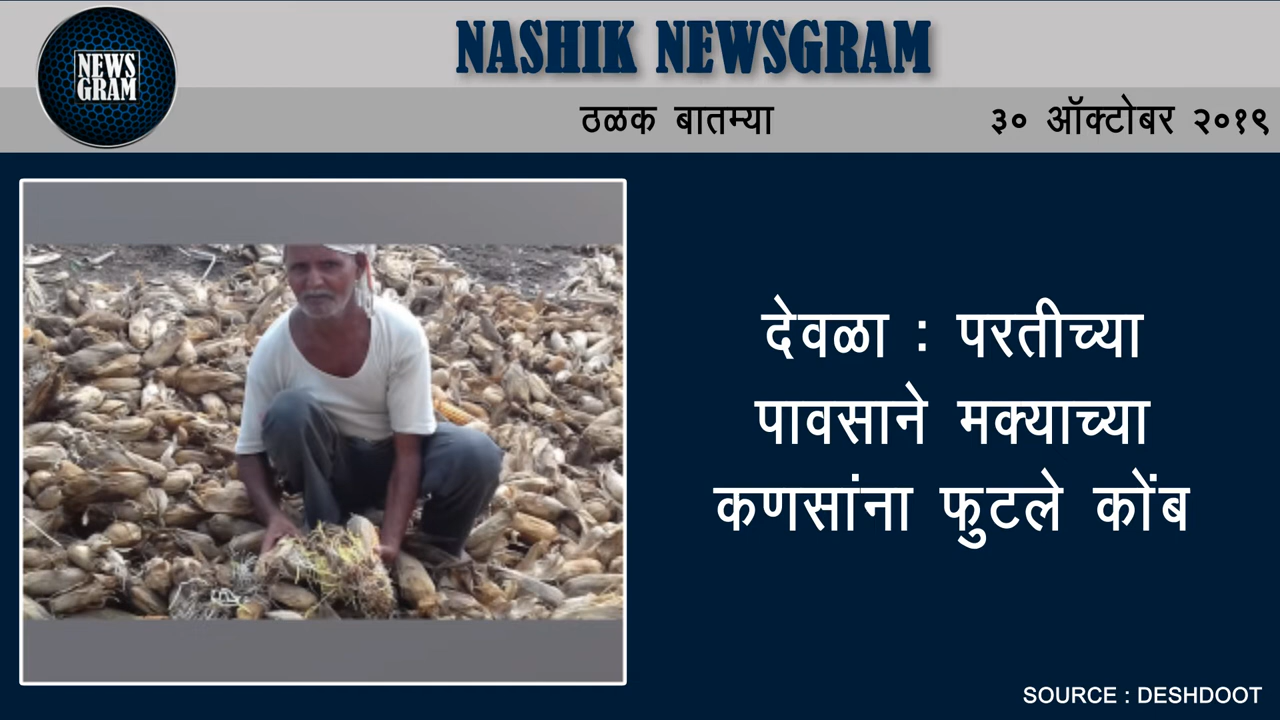 NEWS
GRAM
NASHIK NEWSGRAM
ठळक बातम्या
३० ऑक्टोबर २०१९
देवळा : परतीच्या
पावसाने मक्याच्या
कणसांना फुटले कोंब
SOURCE : DESHDOOT